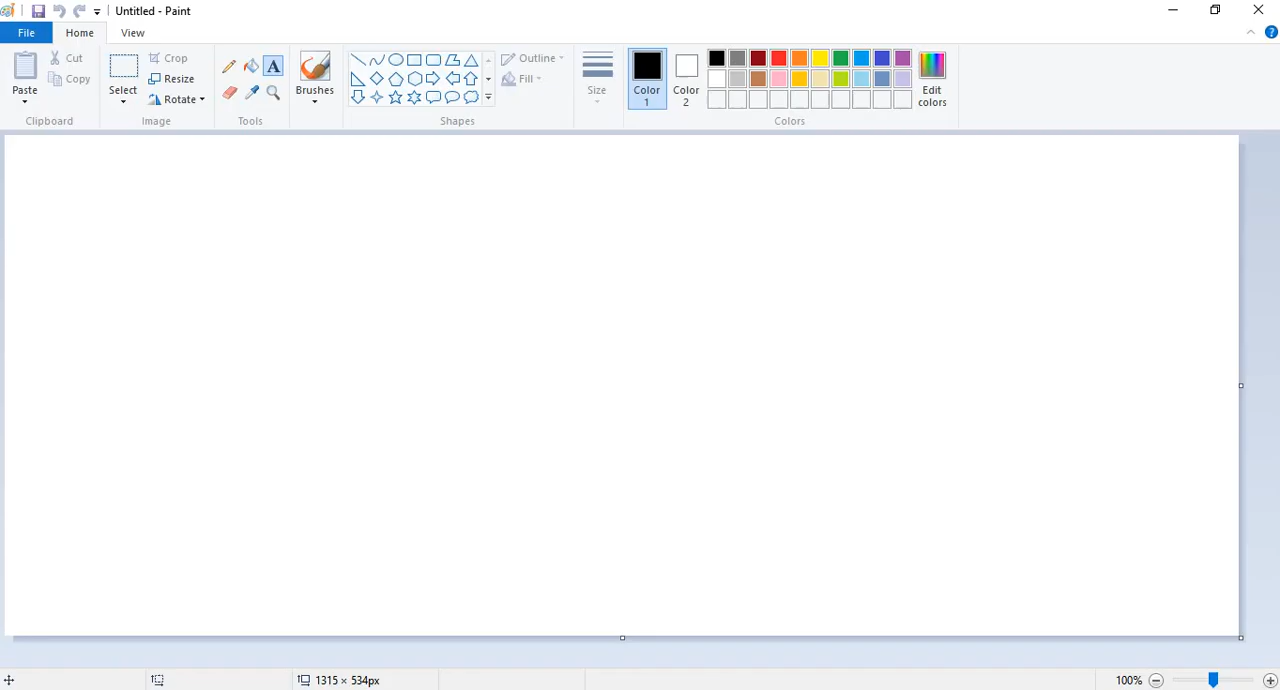 Untitled - Paint
File Home View
Paste
Cut
Copy
Clipboard
Select
Crop
Resize
Rotate
Image
A
Tools
Brushes
Outline
Fill
Shapes
Size
Color 1
Color 2
Edit colors
Colors
1315 × 534px
100%